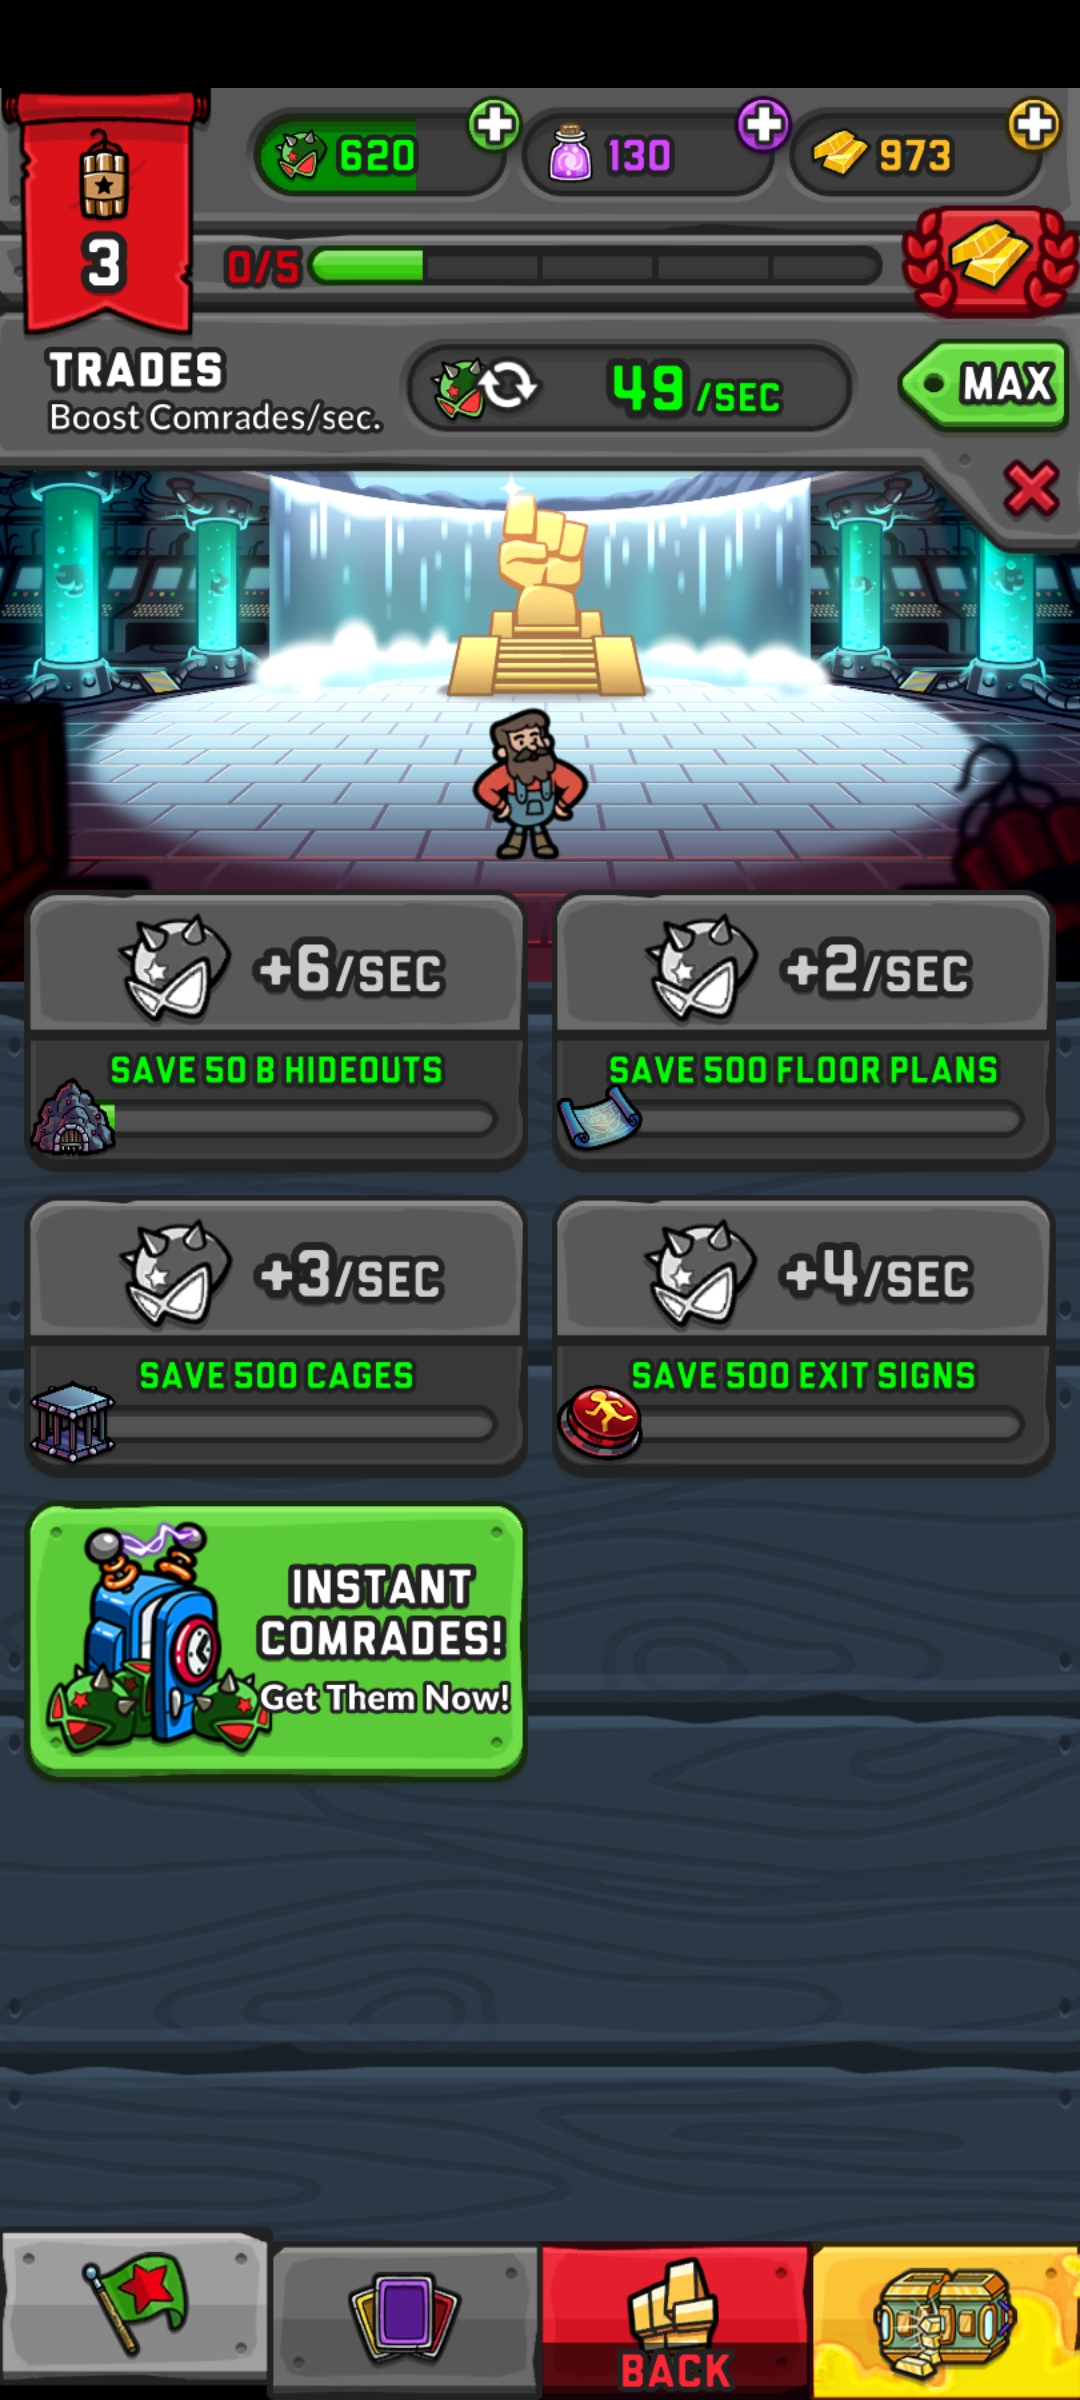 620
130
973
3
0/5
TRADES
Boost Comrades/sec.
49/SEC
MAX
+6/SEC
SAVE 50 B HIDEOUTS
+2/SEC
SAVE 500 FLOOR PLANS
+3/SEC
SAVE 500 CAGES
+4/SEC
SAVE 500 EXIT SIGNS
INSTANT
COMRADES!
Get Them Now!
BACK